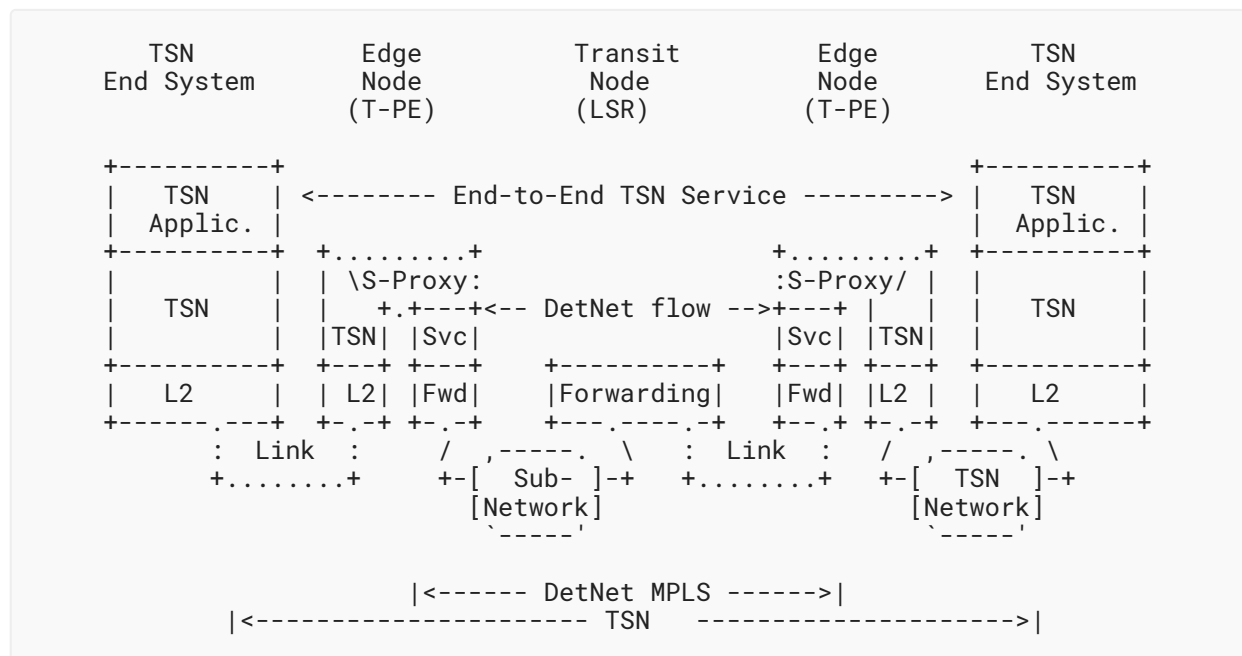 TSN Edge Transit Edge TSN
End System Node Node Node End System
(T-PE) (LSR) (T-PE)
+----------+ +----------+
| TSN | <-------- End-to-End TSN Service ---------> | TSN |
| Applic. | | Applic. |
+----------+ +.........+ +.........+ +----------+
| | | \S-Proxy: :S-Proxy/ | | |
| TSN | | +.+---+<-- DetNet flow -->+---+ | | | TSN |
| | |TSN| |Svc| |Svc| |TSN| | |
+----------+ +---+ +---+ +----------+ +---+ +---+ +----------+
| L2 | | L2| |Fwd| |Forwarding| |Fwd| |L2 | | L2 |
+------.---+ +-.-+ +-.-+ +---.----.-+ +--.+ +-.-+ +---.------+
: Link : / ,-----. \ : Link : / ,-----. \
+........+ +-[ Sub- ]-+ +........+ +-[ TSN ]-+
[Network] [Network]
`-----' `-----'
|<------ DetNet MPLS ------>|
|<---------------------- TSN --------------------->|